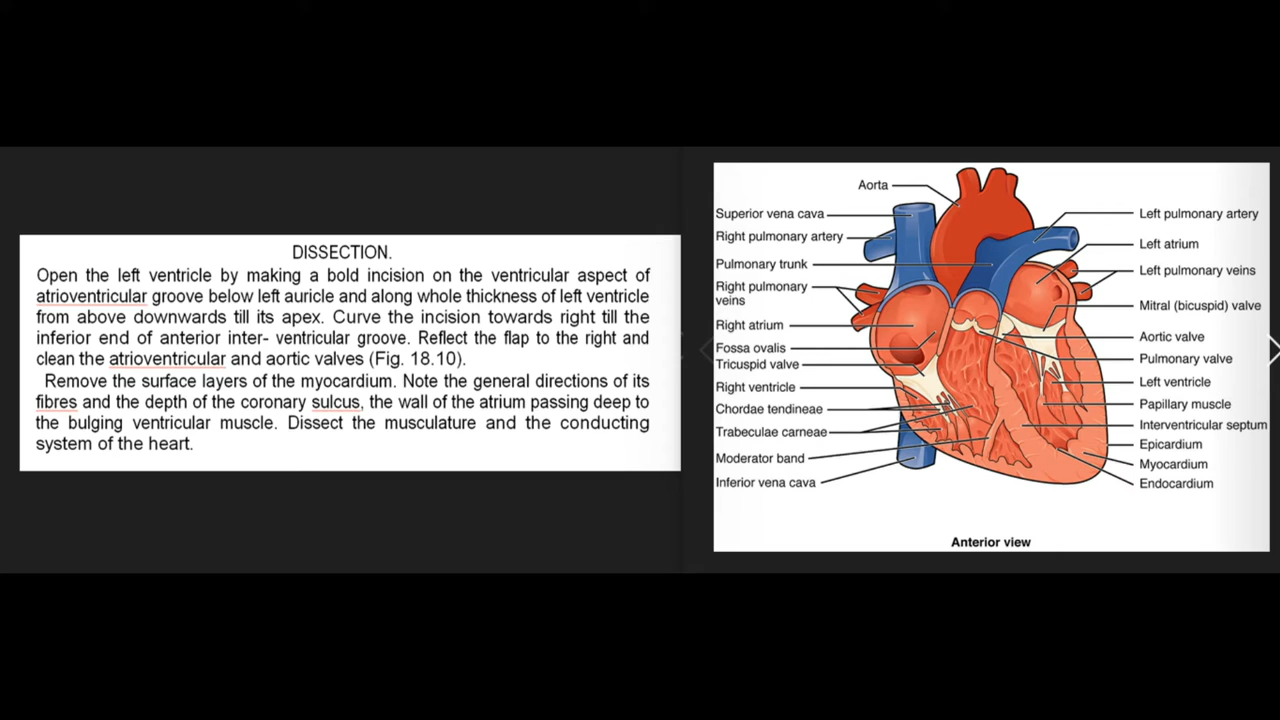 DISSECTION.
Open the left ventricle by making a bold incision on the ventricular aspect of
atrioventricular groove below left auricle and along whole thickness of left ventricle
from above downwards till its apex. Curve the incision towards right till the
inferior end of anterior inter- ventricular groove. Reflect the flap to the right and
clean the atrioventricular and aortic valves (Fig. 18.10).
Remove the surface layers of the myocardium. Note the general directions of its
fibres and the depth of the coronary sulcus, the wall of the atrium passing deep to
the bulging ventricular muscle. Dissect the musculature and the conducting
system of the heart.
Aorta
Superior vena cava
Right pulmonary artery
Pulmonary trunk
Right pulmonary
veins
Right atrium
Fossa ovalis
Tricuspid valve
Right ventricle
Chordae tendineae
Trabeculae carneae
Moderator band
Inferior vena cava
Left pulmonary artery
Left atrium
Left pulmonary veins
Mitral (bicuspid) valve
Aortic valve
Pulmonary valve
Left ventricle
Papillary muscle
Interventricular septum
Epicardium
Myocardium
Endocardium
Anterior view